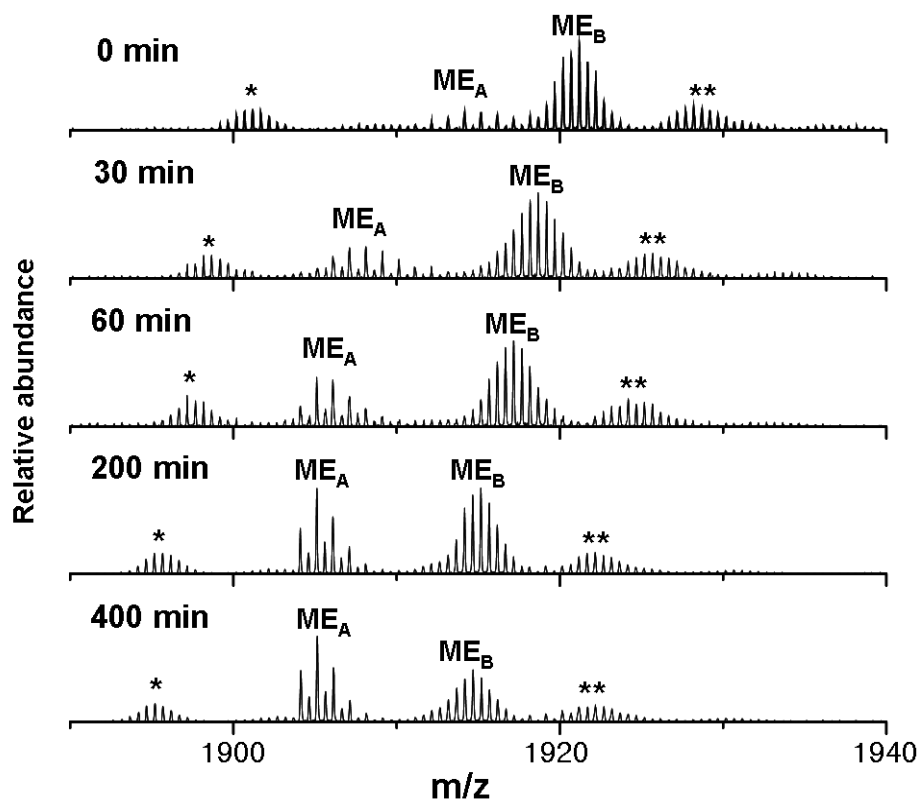 0 min
*
ME_A
ME_B
**
30 min
*
ME_A
ME_B
**
60 min
*
ME_A
ME_B
**
200 min
*
ME_A
ME_B
**
400 min
*
ME_A
ME_B
**
Relative abundance
1900
1920
1940
m/z